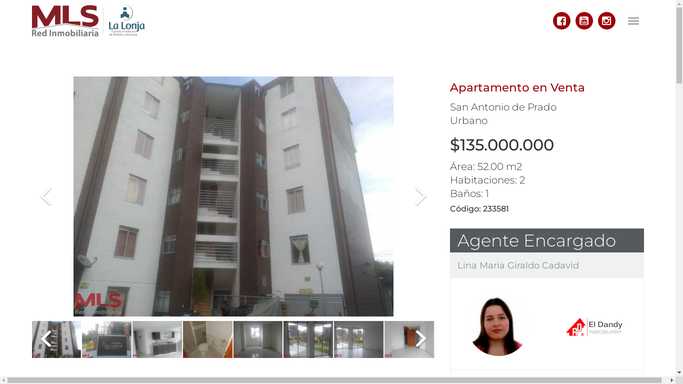 MLS
Red Inmobiliaria
La Lonja
Apartamento en Venta
San Antonio de Prado
Urbano
$135.000.000
Área: 52.00 m2
Habitaciones: 2
Baños: 1
Código: 233581
Agente Encargado
Lina Maria Giraldo Cadavid
El Dandy
MLS